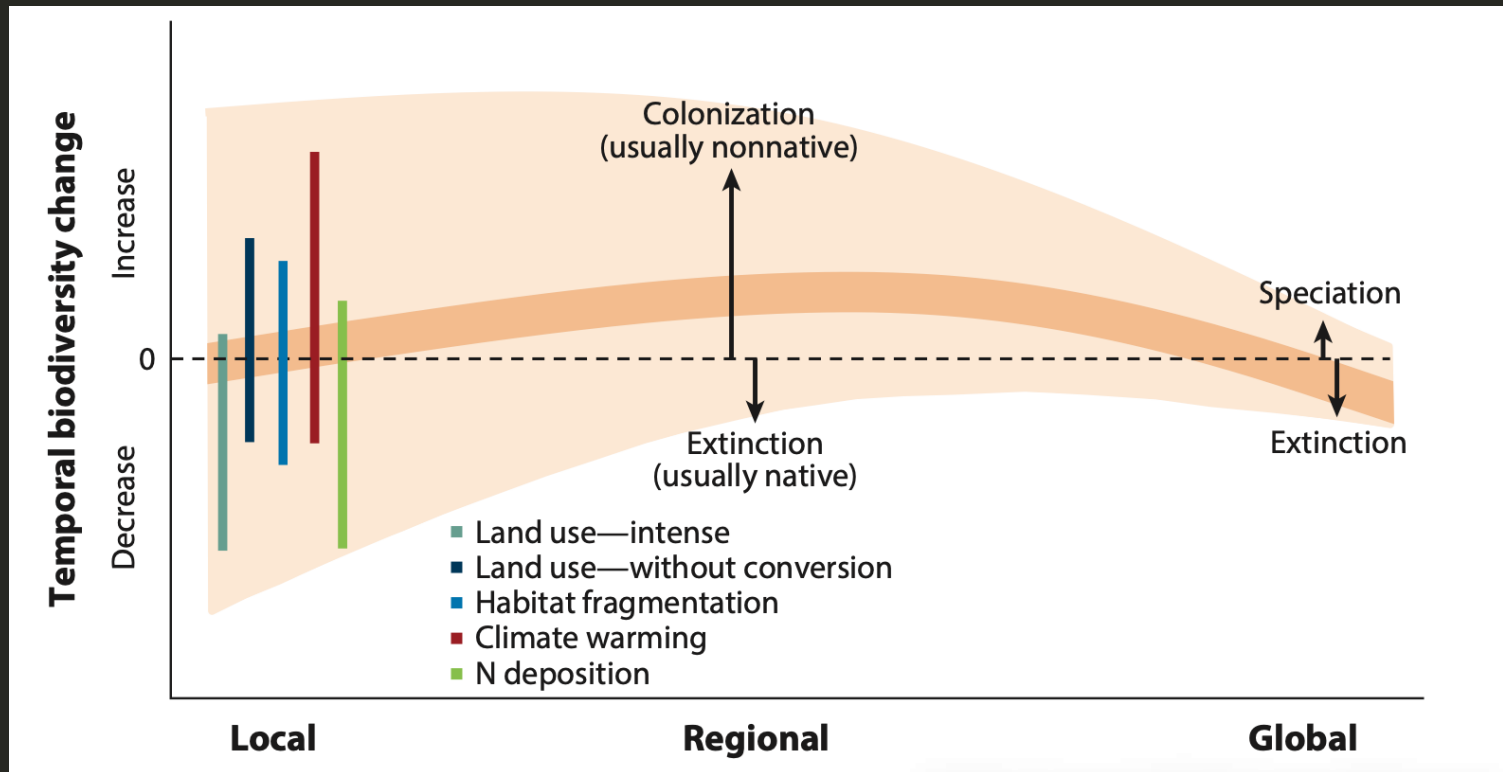 Temporal biodiversity change
Increase
0
Decrease
Colonization
(usually nonnative)
Extinction
(usually native)
Speciation
Extinction
Land use—intense
Land use—without conversion
Habitat fragmentation
Climate warming
N deposition
Local
Regional
Global